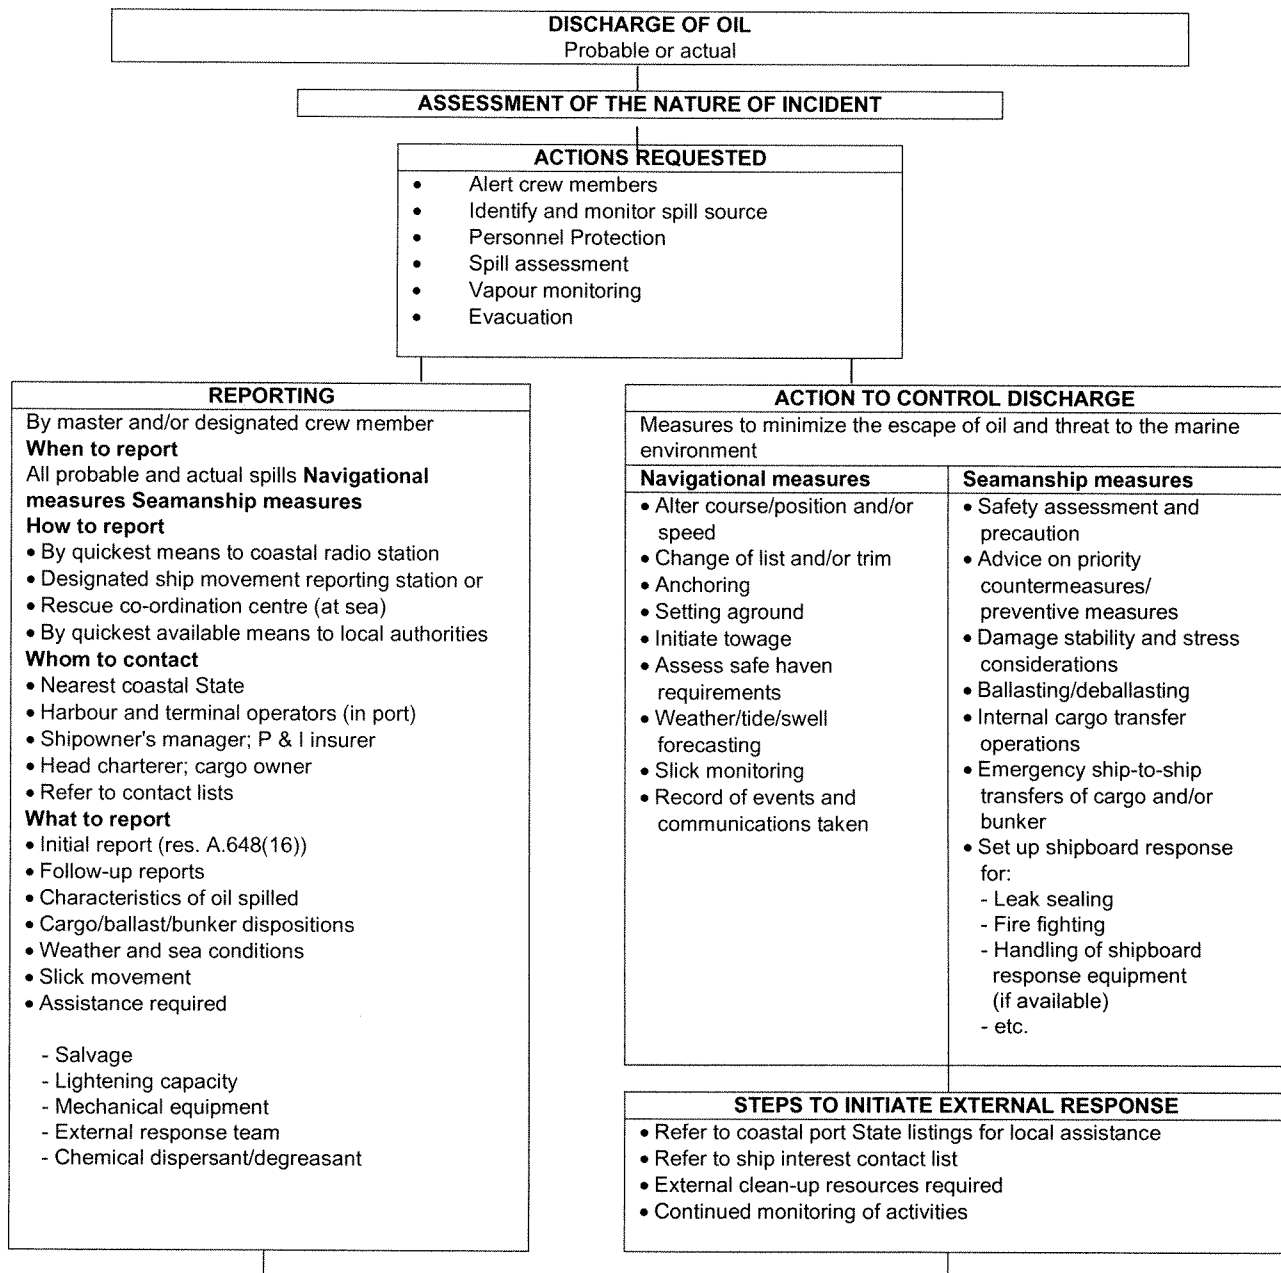 DISCHARGE OF OIL
Probable or actual
ASSESSMENT OF THE NATURE OF INCIDENT
ACTIONS REQUESTED
• Alert crew members
• Identify and monitor spill source
• Personnel Protection
• Spill assessment
• Vapour monitoring
• Evacuation
REPORTING
By master and/or designated crew member
When to report
All probable and actual spills Navigational
measures Seamanship measures
How to report
• By quickest means to coastal radio station
• Designated ship movement reporting station or
• Rescue co-ordination centre (at sea)
• By quickest available means to local authorities
Whom to contact
• Nearest coastal State
• Harbour and terminal operators (in port)
• Shipowner's manager; P & I insurer
• Head charterer; cargo owner
• Refer to contact lists
What to report
• Initial report (res. A.648(16))
• Follow-up reports
• Characteristics of oil spilled
• Cargo/ballast/bunker dispositions
• Weather and sea conditions
• Slick movement
• Assistance required
- Salvage
- Lightening capacity
- Mechanical equipment
- External response team
- Chemical dispersant/degreasant
ACTION TO CONTROL DISCHARGE
Measures to minimize the escape of oil and threat to the marine
environment
Navigational measures
• Alter course/position and/or
speed
• Change of list and/or trim
• Anchoring
• Setting aground
• Initiate towage
• Assess safe haven
requirements
• Weather/tide/swell
forecasting
• Slick monitoring
• Record of events and
communications taken
Seamanship measures
• Safety assessment and
precaution
• Advice on priority
countermeasures/
preventive measures
• Damage stability and stress
considerations
• Ballasting/deballasting
• Internal cargo transfer
operations
• Emergency ship-to-ship
transfers of cargo and/or
bunker
• Set up shipboard response
for:
- Leak sealing
- Fire fighting
- Handling of shipboard
response equipment
(if available)
- etc.
STEPS TO INITIATE EXTERNAL RESPONSE
• Refer to coastal port State listings for local assistance
• Refer to ship interest contact list
• External clean-up resources required
• Continued monitoring of activities